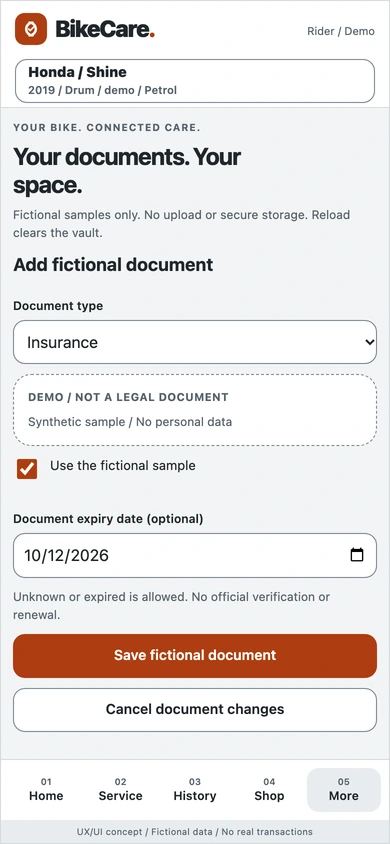 BikeCare.
Rider / Demo
Honda / Shine
2019 / Drum / demo / Petrol
YOUR BIKE. CONNECTED CARE.
Your documents. Your
space.
Fictional samples only. No upload or secure storage. Reload
clears the vault.
Add fictional document
Document type
Insurance
DEMO / NOT A LEGAL DOCUMENT
Synthetic sample / No personal data
Use the fictional sample
Document expiry date (optional)
10/12/2026
Unknown or expired is allowed. No official verification or
renewal.
Save fictional document
Cancel document changes
01 02 03 04 05
Home Service History Shop More
UX/UI concept / Fictional data / No real transactions